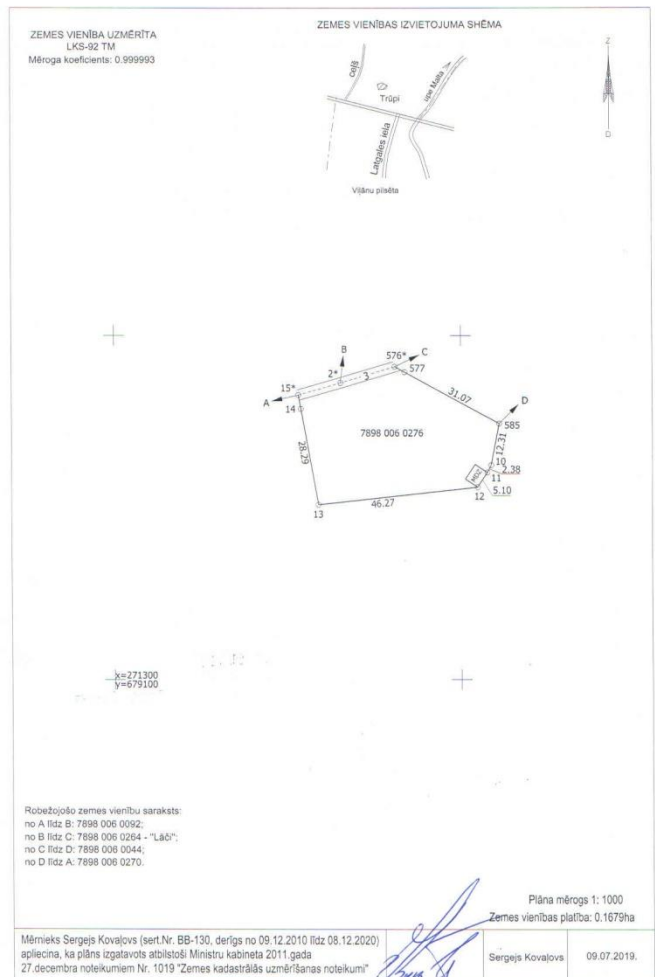 ZEMES VIENĪBA UZMĒRĪTA
LKS-92 TM
Mēroga koeficients: 0.999993
ZEMES VIENĪBAS IZVIETOJUMA SHĒMA
Z
D
ceļš
Trūpi
upe Malta
Latgales iela
Viļānu pilsēta
B
C
576*
577
2*
3
15*
A
14
31.07
D
585
7898 006 0276
12.31
28.29
10
2.38
11
5.10
12
46.27
13
x=271300
y=679100
Robežojošo zemes vienību saraksts:
no A līdz B: 7898 006 0092;
no B līdz C: 7898 006 0264 - "Lāči";
no C līdz D: 7898 006 0044;
no D līdz A: 7898 006 0270.
Plāna mērogs 1: 1000
Zemes vienības platība: 0.1679ha
Mērnieks Sergejs Kovaļovs (sert.Nr. BB-130, derīgs no 09.12.2010 līdz 08.12.2020)
apliecina, ka plāns izgatavots atbilstoši Ministru kabineta 2011.gada
27.decembra noteikumiem Nr. 1019 "Zemes kadastrālās uzmērīšanas noteikumi"
Sergejs Kovaļovs
09.07.2019.